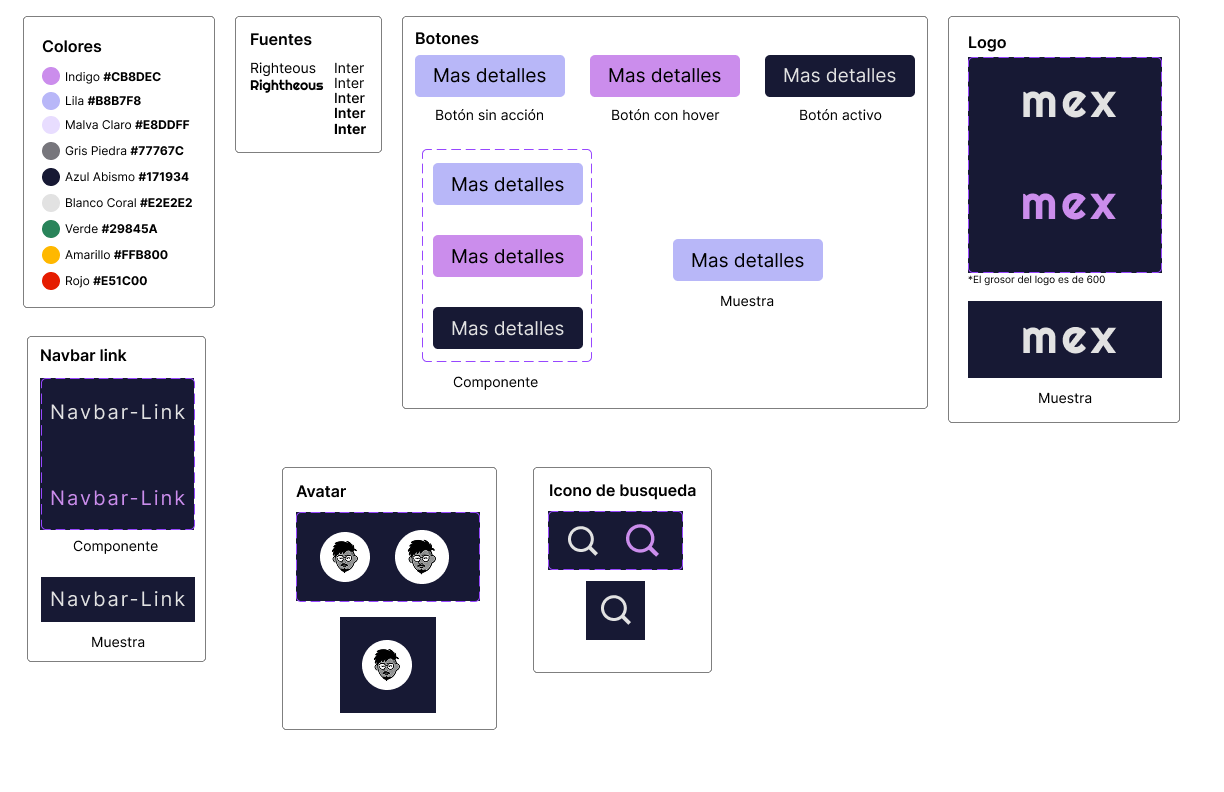 Colores
Indigo #CB8DEC
Lila #B8B7F8
Malva Claro #E8DDFF
Gris Piedra #77767C
Azul Abismo #171934
Blanco Coral #E2E2E2
Verde #29845A
Amarillo #FFB800
Rojo #E51C00
Fuentes
Righteous
Rightheous
Inter
Inter
Inter
Inter
Inter
Botones
Mas detalles
Botón sin acción
Mas detalles
Botón con hover
Mas detalles
Botón activo
Mas detalles
Mas detalles
Mas detalles
Componente
Mas detalles
Muestra
Logo
mex
mex
*El grosor del logo es de 600
mex
Muestra
Navbar link
Navbar-Link
Navbar-Link
Componente
Navbar-Link
Muestra
Avatar
Icono de busqueda